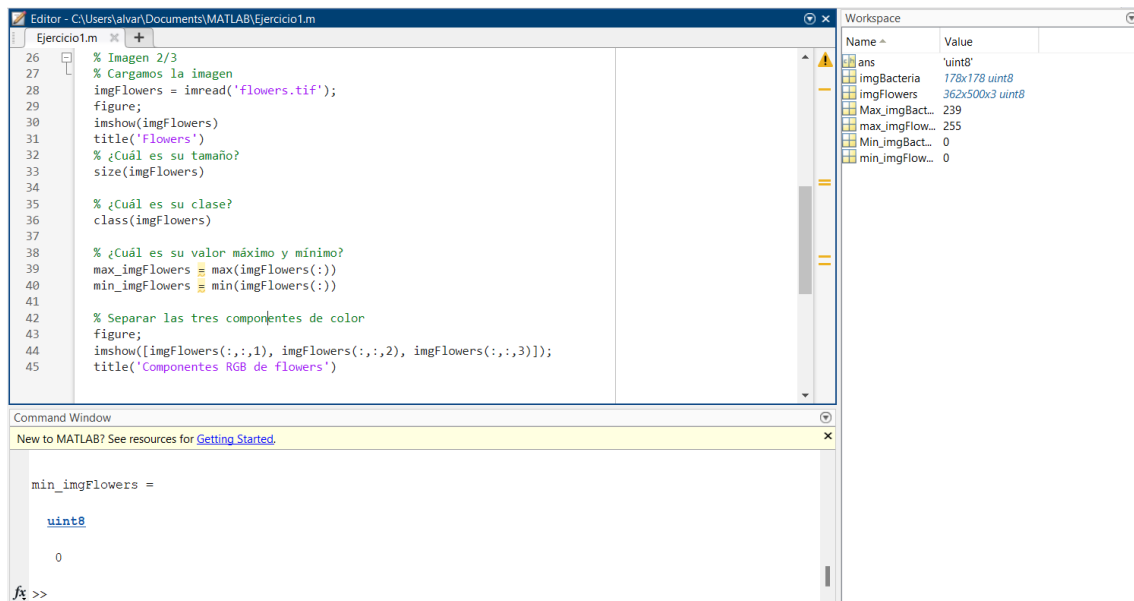 Editor - C:\Users\alvar\Documents\MATLAB\Ejercicio1.m
Ejercicio1.m
26 % Imagen 2/3
27 % Cargamos la imagen
28 imgFlowers = imread('flowers.tif');
29 figure;
30 imshow(imgFlowers)
31 title('Flowers')
32 % ¿Cuál es su tamaño?
33 size(imgFlowers)
34
35 % ¿Cuál es su clase?
36 class(imgFlowers)
37
38 % ¿Cuál es su valor máximo y mínimo?
39 max_imgFlowers = max(imgFlowers(:))
40 min_imgFlowers = min(imgFlowers(:))
41
42 % Separar las tres componentes de color
43 figure;
44 imshow([imgFlowers(:,:,1), imgFlowers(:,:,2), imgFlowers(:,:,3)]);
45 title('Componentes RGB de flowers')
Command Window
New to MATLAB? See resources for Getting Started.
min_imgFlowers =
uint8
0
fx >>
Workspace
Name Value
ans 'uint8'
imgBacteria 178x178 uint8
imgFlowers 362x500x3 uint8
Max_imgBact... 239
max_imgFlow... 255
Min_imgBact... 0
min_imgFlow... 0